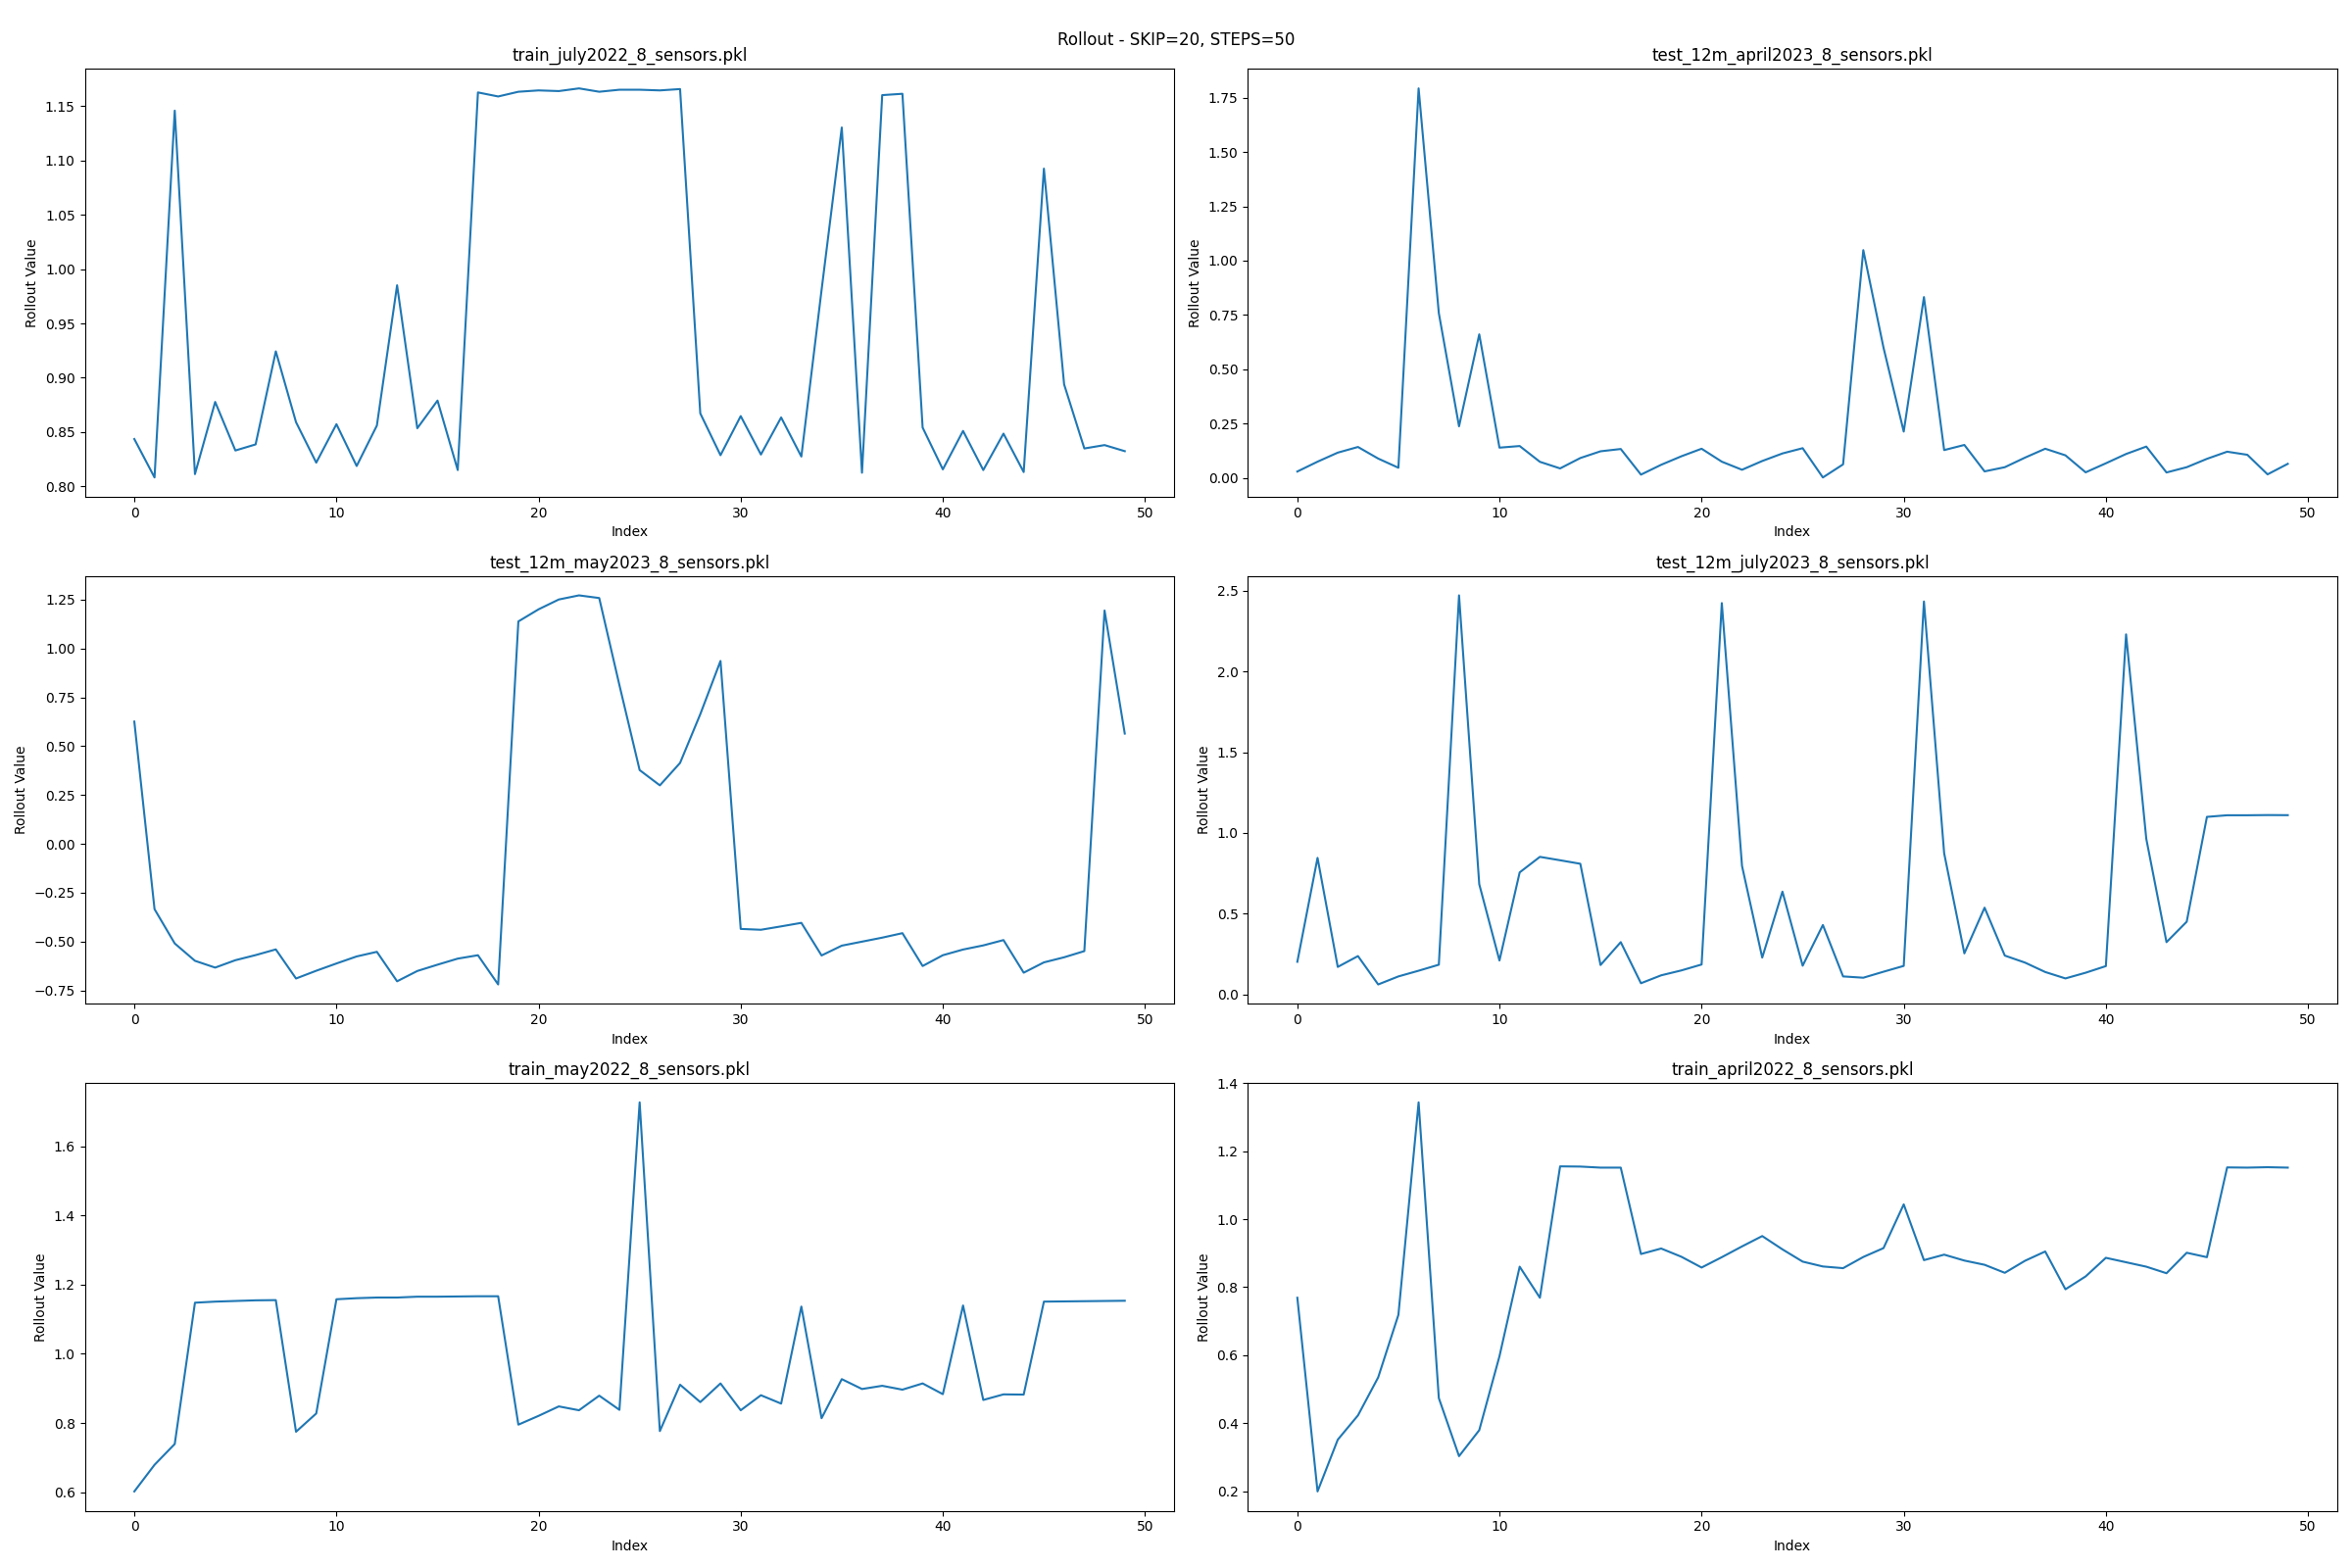 Rollout - SKIP=20, STEPS=50
train_july2022_8_sensors.pkl
1.15
1.10
1.05
1.00
0.95
0.90
0.85
0.80
Rollout Value
0 10 20 30 40 50
Index
test_12m_april2023_8_sensors.pkl
1.75
1.50
1.25
1.00
0.75
0.50
0.25
0.00
Rollout Value
0 10 20 30 40 50
Index
test_12m_may2023_8_sensors.pkl
1.25
1.00
0.75
0.50
0.25
0.00
−0.25
−0.50
−0.75
Rollout Value
0 10 20 30 40 50
Index
test_12m_july2023_8_sensors.pkl
2.5
2.0
1.5
1.0
0.5
0.0
Rollout Value
0 10 20 30 40 50
Index
train_may2022_8_sensors.pkl
1.6
1.4
1.2
1.0
0.8
0.6
Rollout Value
0 10 20 30 40 50
Index
train_april2022_8_sensors.pkl
1.4
1.2
1.0
0.8
0.6
0.4
0.2
Rollout Value
0 10 20 30 40 50
Index